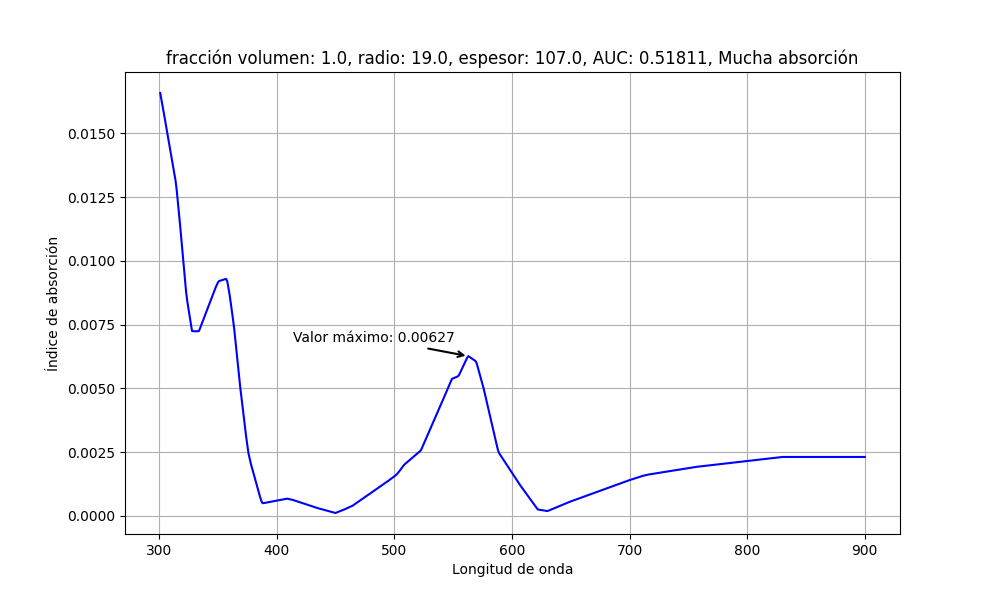 fracción volumen: 1.0, radio: 19.0, espesor: 107.0, AUC: 0.51811, Mucha absorción
Índice de absorción
0.0150
0.0125
0.0100
0.0075
0.0050
0.0025
0.0000
Valor máximo: 0.00627
300 400 500 600 700 800 900
Longitud de onda